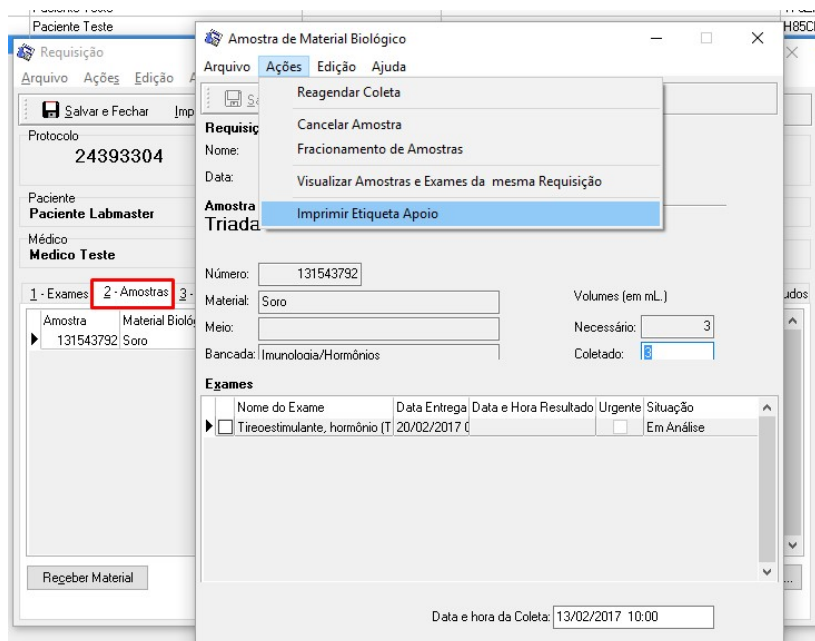 Paciente Teste
H85C
Requisição
Arquivo Ações Edição
Salvar e Fechar
Protocolo
24393304
Paciente
Paciente Labmaster
Médico
Medico Teste
1 - Exames 2 - Amostras 3 -
Amostra Material
131543792 Soro
Receber Material
Amostra de Material Biológico
Arquivo Ações Edição Ajuda
Reagendar Coleta
Cancelar Amostra
Fracionamento de Amostras
Visualizar Amostras e Exames da mesma Requisição
Imprimir Etiqueta Apoio
Nome:
Data:
Amostra
Número: 131543792
Material: Soro
Meio:
Bancada: Imunologia/Hormônios
Volumes (em mL.)
Necessário: 3
Coletado: 3
Exames
Nome do Exame Data Entrega Data e Hora Resultado Urgente Situação
Tireoestimulante, hormônio (T 20/02/2017 Em Análise
Data e hora da Coleta: 13/02/2017 10:00